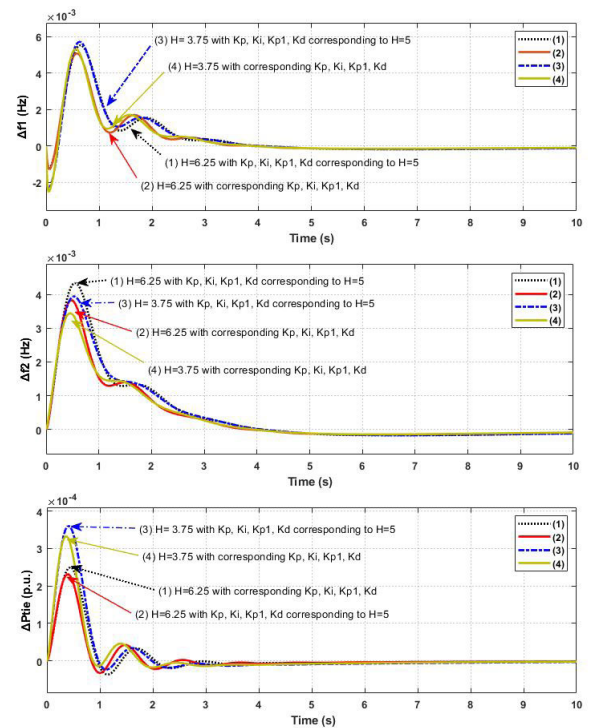 ×10⁻³
6
4
2
0
-2
Δf1 (Hz)
(3) H= 3.75 with Kp, Ki, Kp1, Kd corresponding to H=5
(4) H=3.75 with corresponding Kp, Ki, Kp1, Kd
(1) H=6.25 with Kp, Ki, Kp1, Kd corresponding to H=5
(2) H=6.25 with corresponding Kp, Ki, Kp1, Kd
(1)
(2)
(3)
(4)
0 1 2 3 4 5 6 7 8 9 10
Time (s)
×10⁻³
4
3
2
1
0
Δf2 (Hz)
(1) H=6.25 with Kp, Ki, Kp1, Kd corresponding to H=5
(3) H= 3.75 with Kp, Ki, Kp1, Kd corresponding to H=5
(2) H=6.25 with corresponding Kp, Ki, Kp1, Kd
(4) H=3.75 with corresponding Kp, Ki, Kp1, Kd
(1)
(2)
(3)
(4)
0 1 2 3 4 5 6 7 8 9 10
Time (s)
×10⁻⁴
4
3
2
1
0
-1
ΔPtie (p.u.)
(3) H= 3.75 with Kp, Ki, Kp1, Kd corresponding to H=5
(4) H=3.75 with corresponding Kp, Ki, Kp1, Kd
(1) H=6.25 with corresponding Kp, Ki, Kp1, Kd
(2) H=6.25 with Kp, Ki, Kp1, Kd corresponding to H=5
(1)
(2)
(3)
(4)
0 1 2 3 4 5 6 7 8 9 10
Time (s)